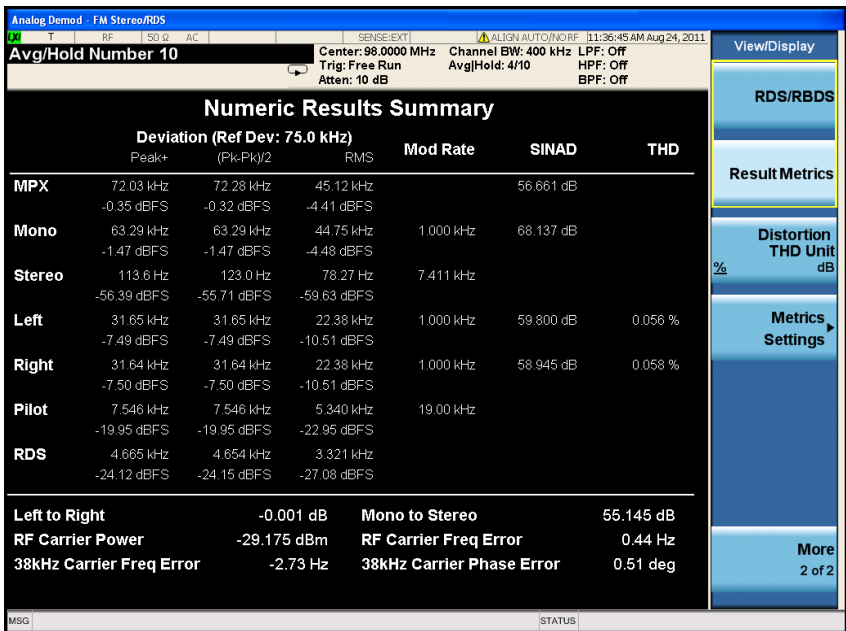 Analog Demod - FM Stereo/RDS
LXI T RF 50 Ω AC SENSE:EXT ALIGN AUTO/NO RF 11:36:45 AM Aug 24, 2011
Avg/Hold Number 10
Center: 98.0000 MHz Channel BW: 400 kHz LPF: Off
Trig: Free Run Avg|Hold: 4/10 HPF: Off
Atten: 10 dB BPF: Off
Numeric Results Summary
Deviation (Ref Dev: 75.0 kHz)
Peak+ (Pk-Pk)/2 RMS Mod Rate SINAD THD
MPX 72.03 kHz 72.28 kHz 45.12 kHz 56.661 dB
-0.35 dBFS -0.32 dBFS -4.41 dBFS
Mono 63.29 kHz 63.29 kHz 44.75 kHz 1.000 kHz 68.137 dB
-1.47 dBFS -1.47 dBFS -4.48 dBFS
Stereo 113.6 Hz 123.0 Hz 78.27 Hz 7.411 kHz
-56.39 dBFS -55.71 dBFS -59.63 dBFS
Left 31.65 kHz 31.65 kHz 22.38 kHz 1.000 kHz 59.800 dB 0.056 %
-7.49 dBFS -7.49 dBFS -10.51 dBFS
Right 31.64 kHz 31.64 kHz 22.38 kHz 1.000 kHz 58.945 dB 0.058 %
-7.50 dBFS -7.50 dBFS -10.51 dBFS
Pilot 7.546 kHz 7.546 kHz 5.340 kHz 19.00 kHz
-19.95 dBFS -19.95 dBFS -22.95 dBFS
RDS 4.665 kHz 4.654 kHz 3.321 kHz
-24.12 dBFS -24.15 dBFS -27.08 dBFS
Left to Right -0.001 dB Mono to Stereo 55.145 dB
RF Carrier Power -29.175 dBm RF Carrier Freq Error 0.44 Hz
38kHz Carrier Freq Error -2.73 Hz 38kHz Carrier Phase Error 0.51 deg
MSG STATUS
View/Display
RDS/RBDS
Result Metrics
Distortion
THD Unit
% dB
Metrics
Settings
More
2 of 2